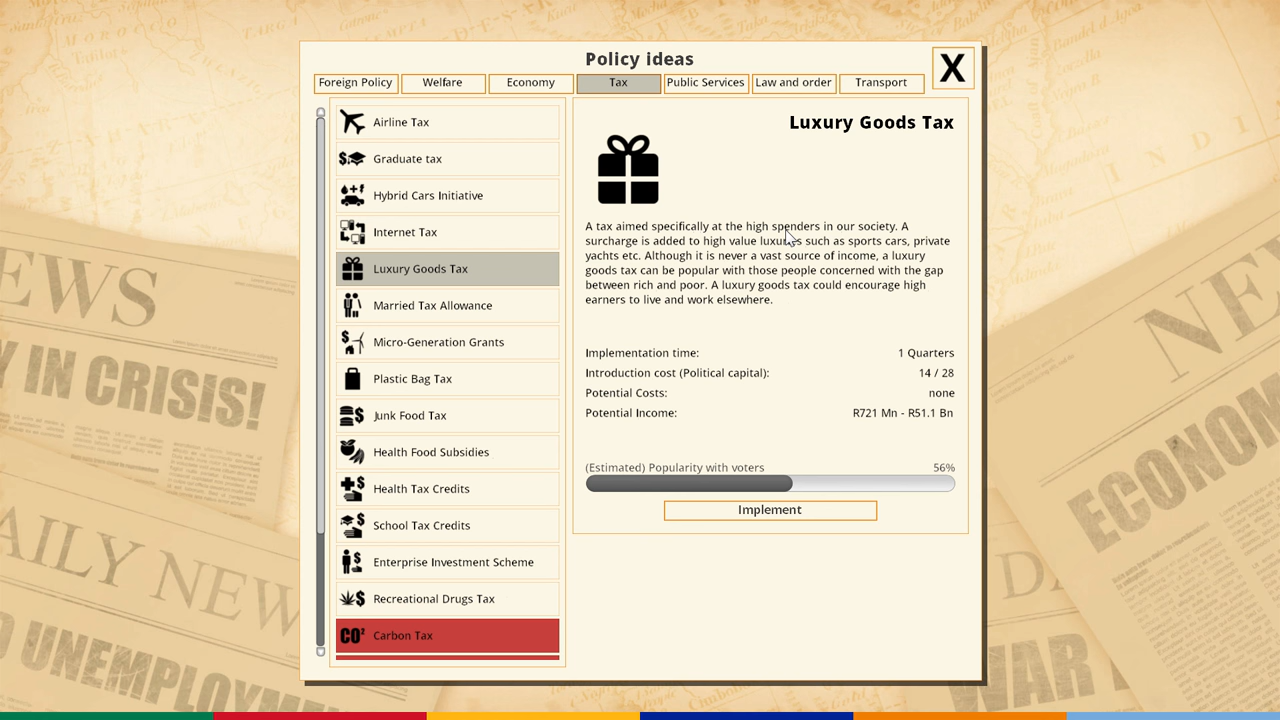 Policy ideas
X
Foreign Policy
Welfare
Economy
Tax
Public Services
Law and order
Transport
Airline Tax
Graduate tax
Hybrid Cars Initiative
Internet Tax
Luxury Goods Tax
Married Tax Allowance
Micro-Generation Grants
Plastic Bag Tax
Junk Food Tax
Health Food Subsidies
Health Tax Credits
School Tax Credits
Enterprise Investment Scheme
Recreational Drugs Tax
CO² Carbon Tax
Luxury Goods Tax
A tax aimed specifically at the high spenders in our society. A
surcharge is added to high value luxuries such as sports cars, private
yachts etc. Although it is never a vast source of income, a luxury
goods tax can be popular with those people concerned with the gap
between rich and poor. A luxury goods tax could encourage high
earners to live and work elsewhere.
Implementation time: 1 Quarters
Introduction cost (Political capital): 14 / 28
Potential Costs: none
Potential Income: R721 Mn - R51.1 Bn
(Estimated) Popularity with voters 56%
Implement
EWS
Y IN CRISIS!
AILY NEW
UNEMPLOYM
NE
ECONOM
DA
WAR